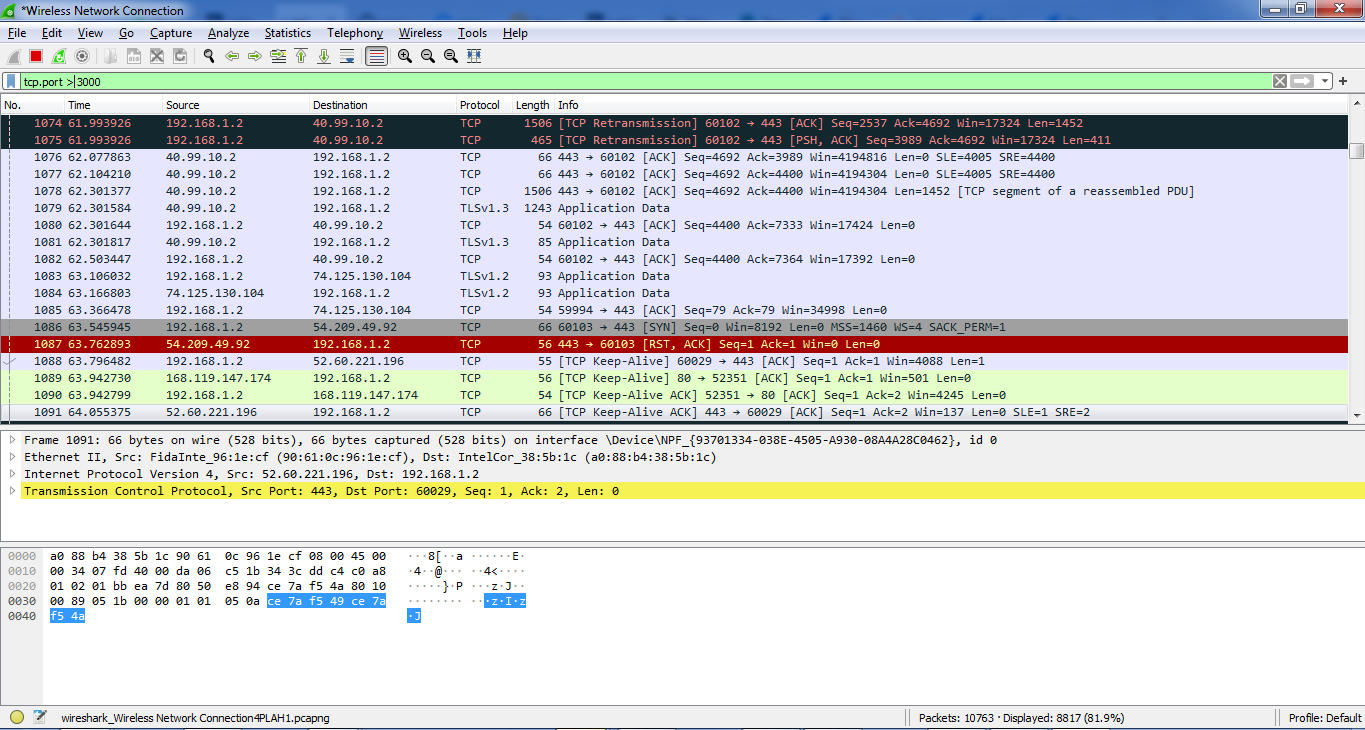 *Wireless Network Connection
File Edit View Go Capture Analyze Statistics Telephony Wireless Tools Help
tcp.port > 3000
No. Time Source Destination Protocol Length Info
1074 61.993926 192.168.1.2 40.99.10.2 TCP 1506 [TCP Retransmission] 60102 → 443 [ACK] Seq=2537 Ack=4692 Win=17324 Len=1452
1075 61.993926 192.168.1.2 40.99.10.2 TCP 465 [TCP Retransmission] 60102 → 443 [PSH, ACK] Seq=3989 Ack=4692 Win=17324 Len=411
1076 62.077863 40.99.10.2 192.168.1.2 TCP 66 443 → 60102 [ACK] Seq=4692 Ack=3989 Win=4194816 Len=0 SLE=4005 SRE=4400
1077 62.104210 40.99.10.2 192.168.1.2 TCP 66 443 → 60102 [ACK] Seq=4692 Ack=4400 Win=4194304 Len=0 SLE=4005 SRE=4400
1078 62.301377 40.99.10.2 192.168.1.2 TCP 1506 443 → 60102 [ACK] Seq=4692 Ack=4400 Win=4194304 Len=1452 [TCP segment of a reassembled PDU]
1079 62.301584 40.99.10.2 192.168.1.2 TLSv1.3 1243 Application Data
1080 62.301644 192.168.1.2 40.99.10.2 TCP 54 60102 → 443 [ACK] Seq=4400 Ack=7333 Win=17424 Len=0
1081 62.301817 40.99.10.2 192.168.1.2 TLSv1.3 85 Application Data
1082 62.503447 192.168.1.2 40.99.10.2 TCP 54 60102 → 443 [ACK] Seq=4400 Ack=7364 Win=17392 Len=0
1083 63.106032 192.168.1.2 74.125.130.104 TLSv1.2 93 Application Data
1084 63.166803 74.125.130.104 192.168.1.2 TLSv1.2 93 Application Data
1085 63.366478 192.168.1.2 74.125.130.104 TCP 54 59994 → 443 [ACK] Seq=79 Ack=79 Win=34998 Len=0
1086 63.545945 192.168.1.2 54.209.49.92 TCP 66 60103 → 443 [SYN] Seq=0 Win=8192 Len=0 MSS=1460 WS=4 SACK_PERM=1
1087 63.762893 54.209.49.92 192.168.1.2 TCP 56 443 → 60103 [RST, ACK] Seq=1 Ack=1 Win=0 Len=0
1088 63.796482 192.168.1.2 52.60.221.196 TCP 55 [TCP Keep-Alive] 60029 → 443 [ACK] Seq=1 Ack=1 Win=4088 Len=1
1089 63.942730 168.119.147.174 192.168.1.2 TCP 56 [TCP Keep-Alive] 80 → 52351 [ACK] Seq=1 Ack=1 Win=501 Len=0
1090 63.942799 192.168.1.2 168.119.147.174 TCP 54 [TCP Keep-Alive ACK] 52351 → 80 [ACK] Seq=1 Ack=2 Win=4245 Len=0
1091 64.055375 52.60.221.196 192.168.1.2 TCP 66 [TCP Keep-Alive ACK] 443 → 60029 [ACK] Seq=1 Ack=2 Win=137 Len=0 SLE=1 SRE=2
Frame 1091: 66 bytes on wire (528 bits), 66 bytes captured (528 bits) on interface \Device\NPF_{93701334-038E-4505-A930-08A4A28C0462}, id 0
Ethernet II, Src: FidaInte_96:1e:cf (90:61:0c:96:1e:cf), Dst: IntelCor_38:5b:1c (a0:88:b4:38:5b:1c)
Internet Protocol Version 4, Src: 52.60.221.196, Dst: 192.168.1.2
Transmission Control Protocol, Src Port: 443, Dst Port: 60029, Seq: 1, Ack: 2, Len: 0
0000 a0 88 b4 38 5b 1c 90 61 0c 96 1e cf 08 00 45 00 ···8[··a ······E·
0010 00 34 07 fd 40 00 da 06 c5 1b 34 3c dd c4 c0 a8 ·4··@··· ··4<····
0020 01 02 01 bb ea 7d 80 50 e8 94 ce 7a f5 4a 80 10 ·····}·P ···z·J··
0030 00 89 05 1b 00 00 01 01 05 0a ce 7a f5 49 ce 7a ········ ···z·I·z
0040 f5 4a ·J
wireshark_Wireless Network Connection4PLAH1.pcapng Packets: 10763 · Displayed: 8817 (81.9%) Profile: Default